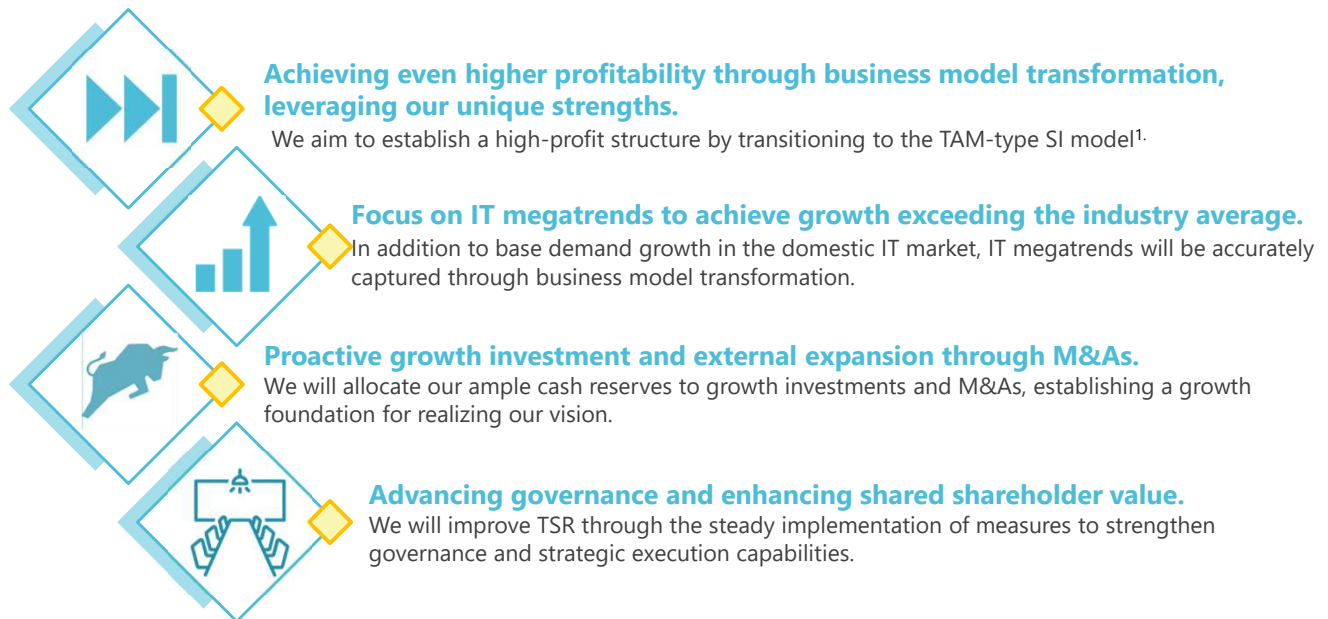 Achieving even higher profitability through business model transformation,
leveraging our unique strengths.
We aim to establish a high-profit structure by transitioning to the TAM-type SI model1.
Focus on IT megatrends to achieve growth exceeding the industry average.
In addition to base demand growth in the domestic IT market, IT megatrends will be accurately
captured through business model transformation.
Proactive growth investment and external expansion through M&As.
We will allocate our ample cash reserves to growth investments and M&As, establishing a growth
foundation for realizing our vision.
Advancing governance and enhancing shared shareholder value.
We will improve TSR through the steady implementation of measures to strengthen
governance and strategic execution capabilities.